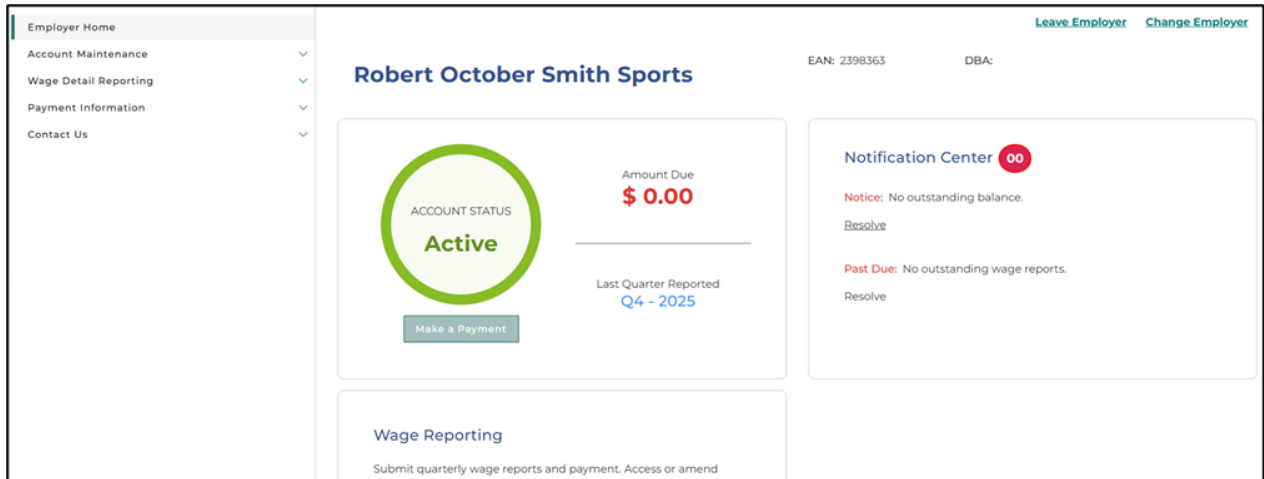 Leave Employer Change Employer
Employer Home
Account Maintenance
Wage Detail Reporting
Payment Information
Contact Us
Robert October Smith Sports
EAN: 2398363 DBA:
ACCOUNT STATUS
Active
Make a Payment
Amount Due
$ 0.00
Last Quarter Reported
Q4 - 2025
Notification Center 00
Notice: No outstanding balance.
Resolve
Past Due: No outstanding wage reports.
Resolve
Wage Reporting
Submit quarterly wage reports and payment. Access or amend